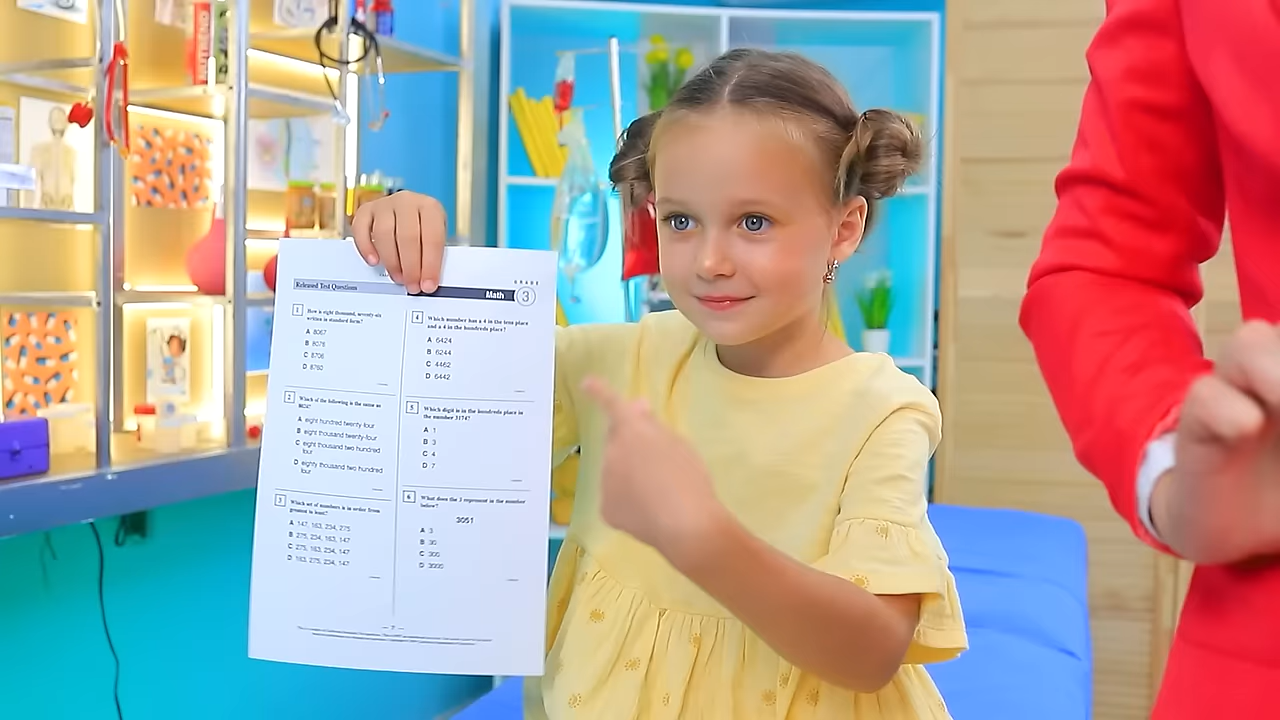 NUTREND
GRADE
Released Test Questions
Math
3
1
How is eight thousand, seventy-six
written in standard form?
A 8067
B 8076
C 8706
D 8760
2
Which of the following is the same as
8024?
A eight hundred twenty-four
B eight thousand twenty-four
C eight thousand two hundred
four
D eighty thousand two hundred
four
3
Which set of numbers is in order from
greatest to least?
A 147, 163, 234, 275
B 275, 234, 163, 147
C 275, 163, 234, 147
D 163, 275, 234, 147
4
Which number has a 4 in the tens place
and a 4 in the hundreds place?
A 6424
B 6244
C 4462
D 6442
5
Which digit is in the hundreds place in
the number 3174?
A 1
B 3
C 4
D 7
6
What does the 3 represent in the number
below?
3051
A 3
B 30
C 300
D 3000